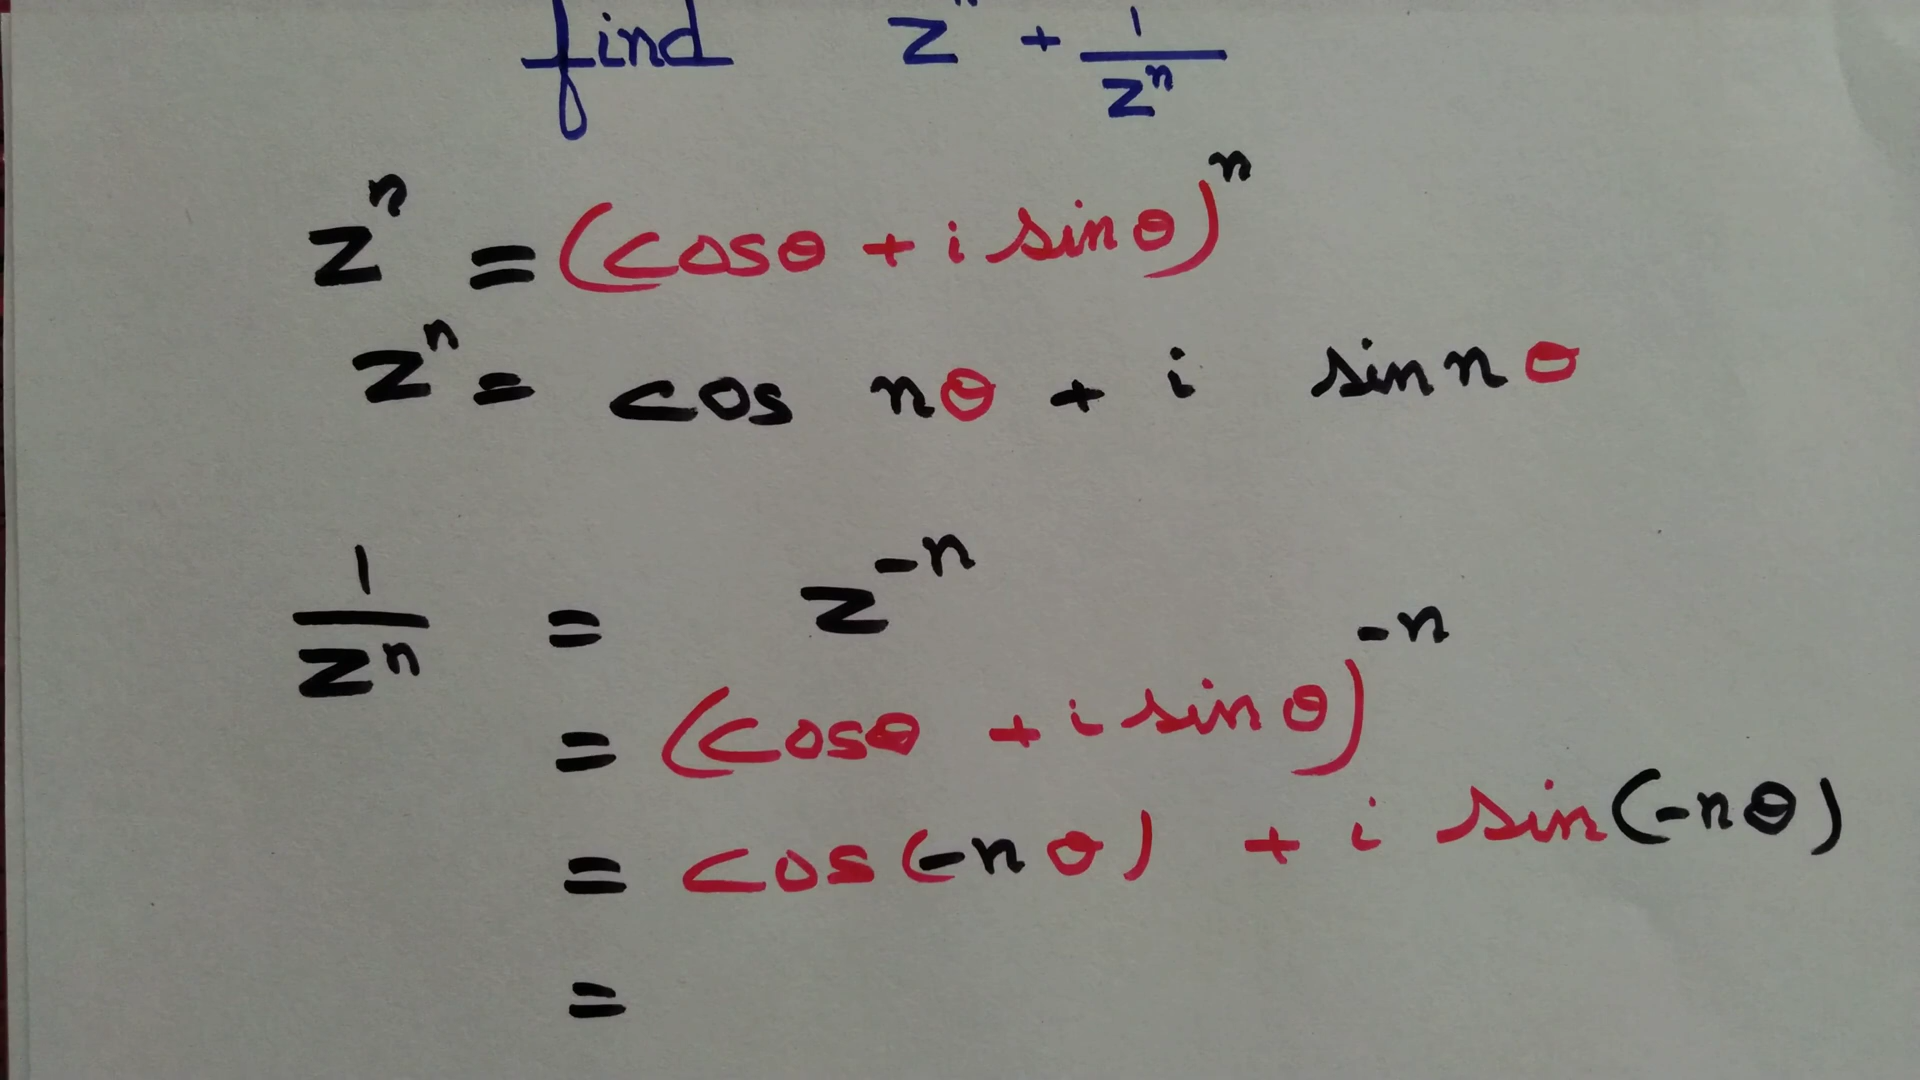 find z^n + 1/z^n
z^n = (cosθ + i sinθ)^n
z^n = cos nθ + i sin nθ
1/z^n = z^-n
= (cosθ + i sinθ)^-n
= cos(-nθ) + i sin(-nθ)
=